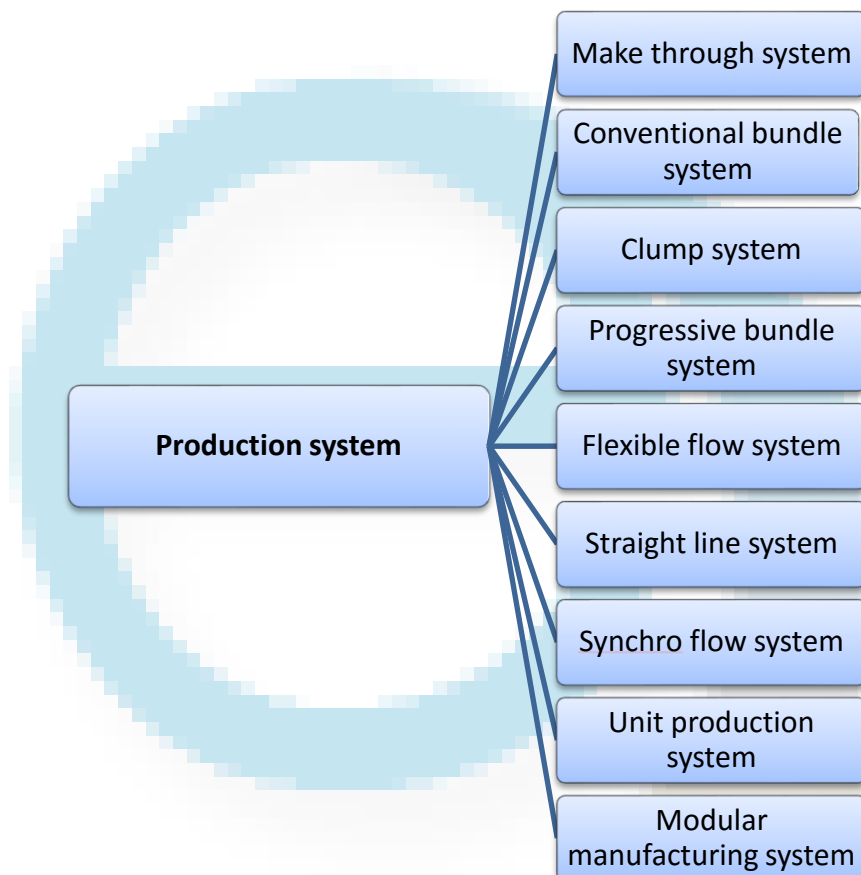 Make through system
Conventional bundle
system
Clump system
Progressive bundle
system
Production system
Flexible flow system
Straight line system
Synchro flow system
Unit production
system
Modular
manufacturing system